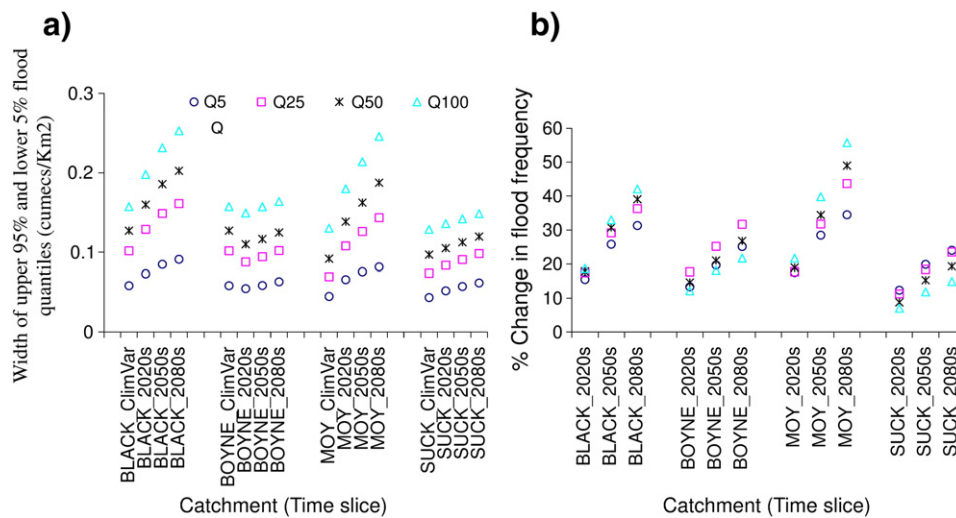 a)
b)
Width of upper 95% and lower 5% flood
quantiles (cumecs/Km2)
0.3
0.2
0.1
0
Q5 Q25 Q50 Q100
Q
BLACK_ClimVar
BLACK_2020s
BLACK_2050s
BLACK_2080s
BOYNE_ClimVar
BOYNE_2020s
BOYNE_2050s
BOYNE_2080s
MOY_ClimVar
MOY_2020s
MOY_2050s
MOY_2080s
SUCK_ClimVar
SUCK_2020s
SUCK_2050s
SUCK_2080s
Catchment (Time slice)
% Change in flood frequency
60
50
40
30
20
10
0
BLACK_2020s
BLACK_2050s
BLACK_2080s
BOYNE_2020s
BOYNE_2050s
BOYNE_2080s
MOY_2020s
MOY_2050s
MOY_2080s
SUCK_2020s
SUCK_2050s
SUCK_2080s
Catchment (Time slice)